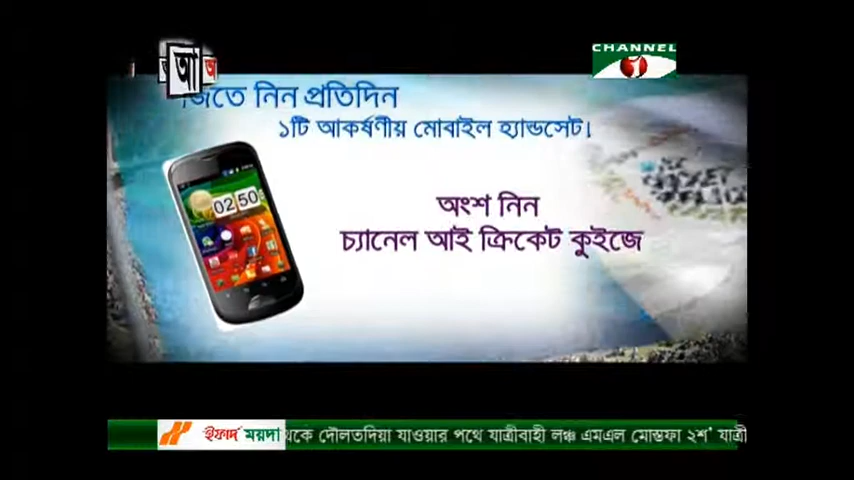 আ
CHANNEL
জিতে নিন প্রতিদিন
১টি আকর্ষণীয় মোবাইল হ্যান্ডসেট।
02 50
অংশ নিন
চ্যানেল আই ক্রিকেট কুইজে
ইফাদ ময়দা
থকে দৌলতদিয়া যাওয়ার পথে যাত্রীবাহী লঞ্চ এমএল মোস্তফা ২শ' যাত্রী